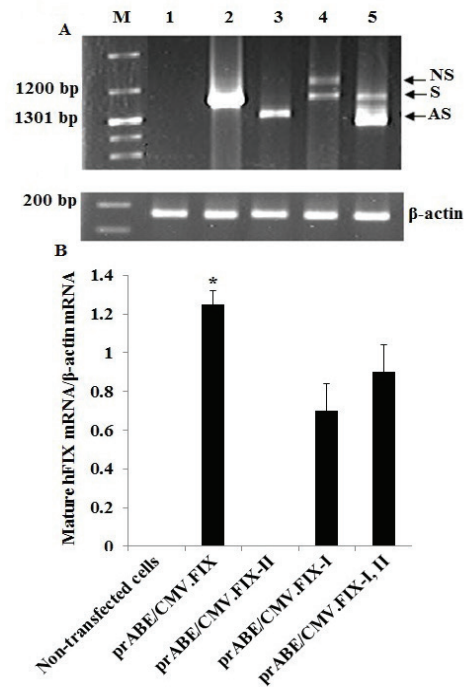 M 1 2 3 4 5
A
NS
1200 bp
S
1301 bp
AS
200 bp
β-actin
B
Mature hFIX mRNA/β-actin mRNA
1.4
1.2
1
0.8
0.6
0.4
0.2
0
*
Non-transfected cells
prABE/CMV.FIX
prABE/CMV.FIX-II
prABE/CMV.FIX-I
prABE/CMV.FIX-I, II